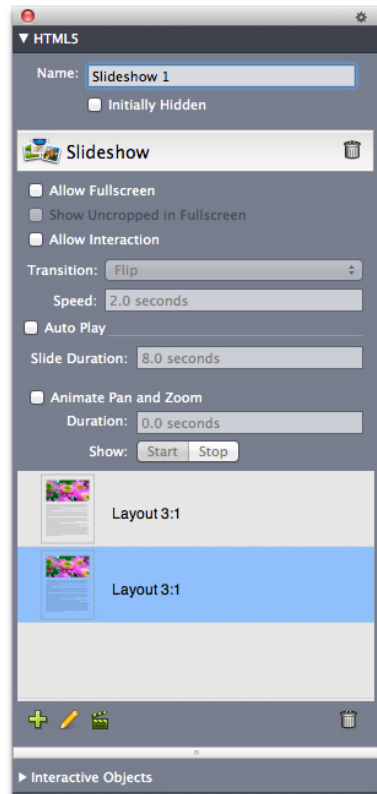 HTML5
Name: Slideshow 1
Initially Hidden
Slideshow
Allow Fullscreen
Show Uncropped in Fullscreen
Allow Interaction
Transition: Flip
Speed: 2.0 seconds
Auto Play
Slide Duration: 8.0 seconds
Animate Pan and Zoom
Duration: 0.0 seconds
Show: Start Stop
Layout 3:1
Layout 3:1
Interactive Objects